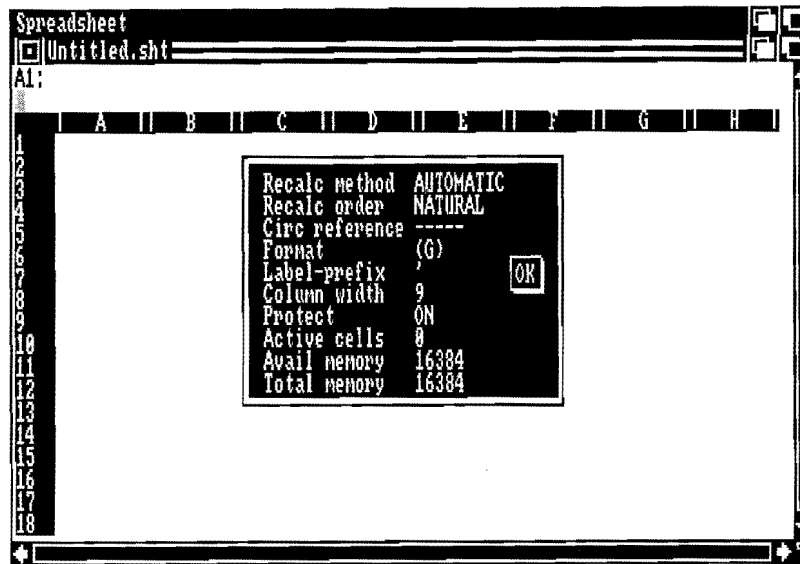 Spreadsheet
Untitled.sht
A1:
A B C D E F G H
1
2
3
4
5
6
7
8
9
10
11
12
13
14
15
16
17
18
Recalc method AUTOMATIC
Recalc order NATURAL
Circ reference -----
Format (G)
Label-prefix '
Column width 9
Protect ON
Active cells 0
Avail memory 16384
Total memory 16384
OK